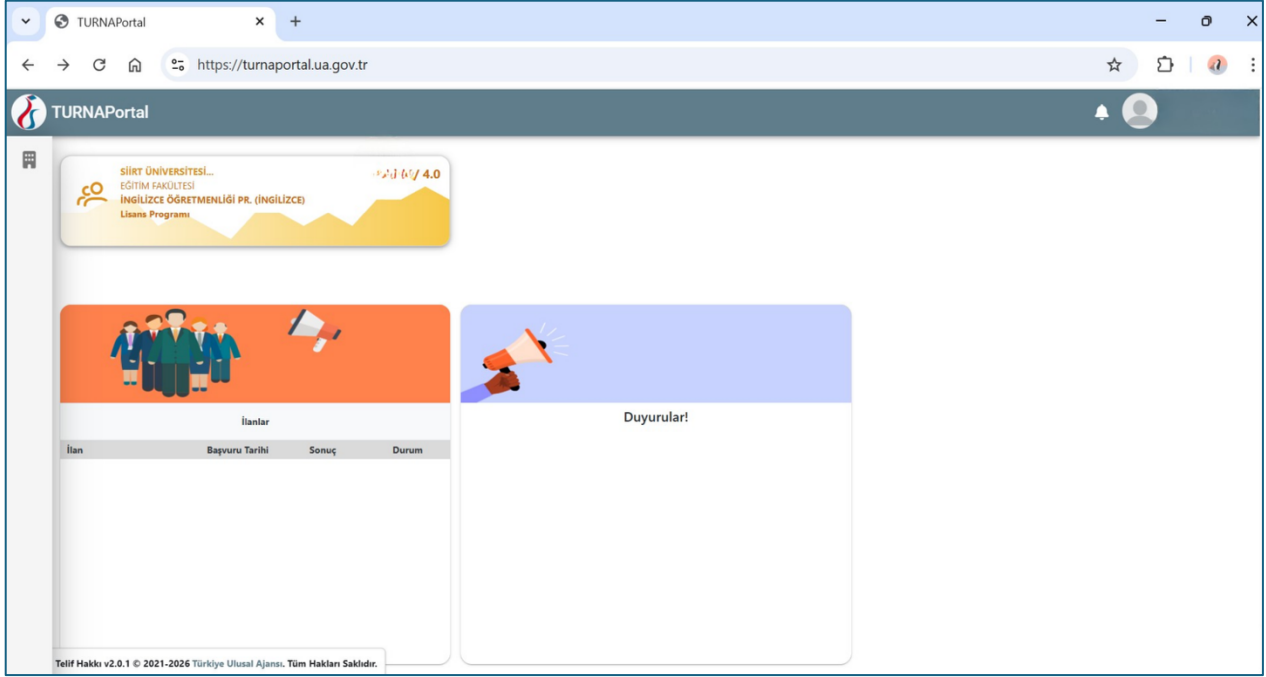 TURNAPortal
https://turnaportal.ua.gov.tr
TURNAPortal
SİİRT ÜNİVERSİTESİ...
/ 4.0
EĞİTİM FAKÜLTESİ
İNGİLİZCE ÖĞRETMENLİĞİ PR. (İNGİLİZCE)
Lisans Programı
İlanlar
İlan Başvuru Tarihi Sonuç Durum
Duyurular!
Telif Hakkı v2.0.1 © 2021-2026 Türkiye Ulusal Ajansı. Tüm Hakları Saklıdır.